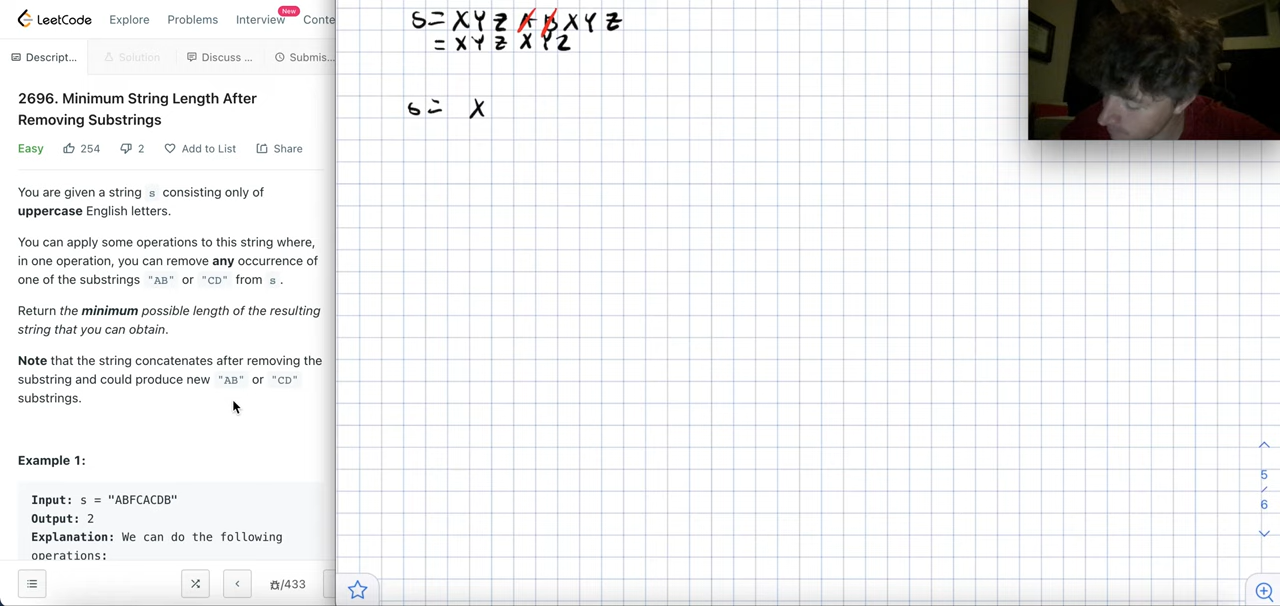 LeetCode Explore Problems Interview New Conte
Descript... Solution Discuss ... Submis...
2696. Minimum String Length After
Removing Substrings
Easy 254 2 Add to List Share
You are given a string s consisting only of
uppercase English letters.
You can apply some operations to this string where,
in one operation, you can remove any occurrence of
one of the substrings "AB" or "CD" from s .
Return the minimum possible length of the resulting
string that you can obtain.
Note that the string concatenates after removing the
substring and could produce new "AB" or "CD"
substrings.
Example 1:
Input: s = "ABFCACDB"
Output: 2
Explanation: We can do the following
operations:
/433
S = X Y Z A B X Y Z
= X Y Z X Y Z
s = X
5
6